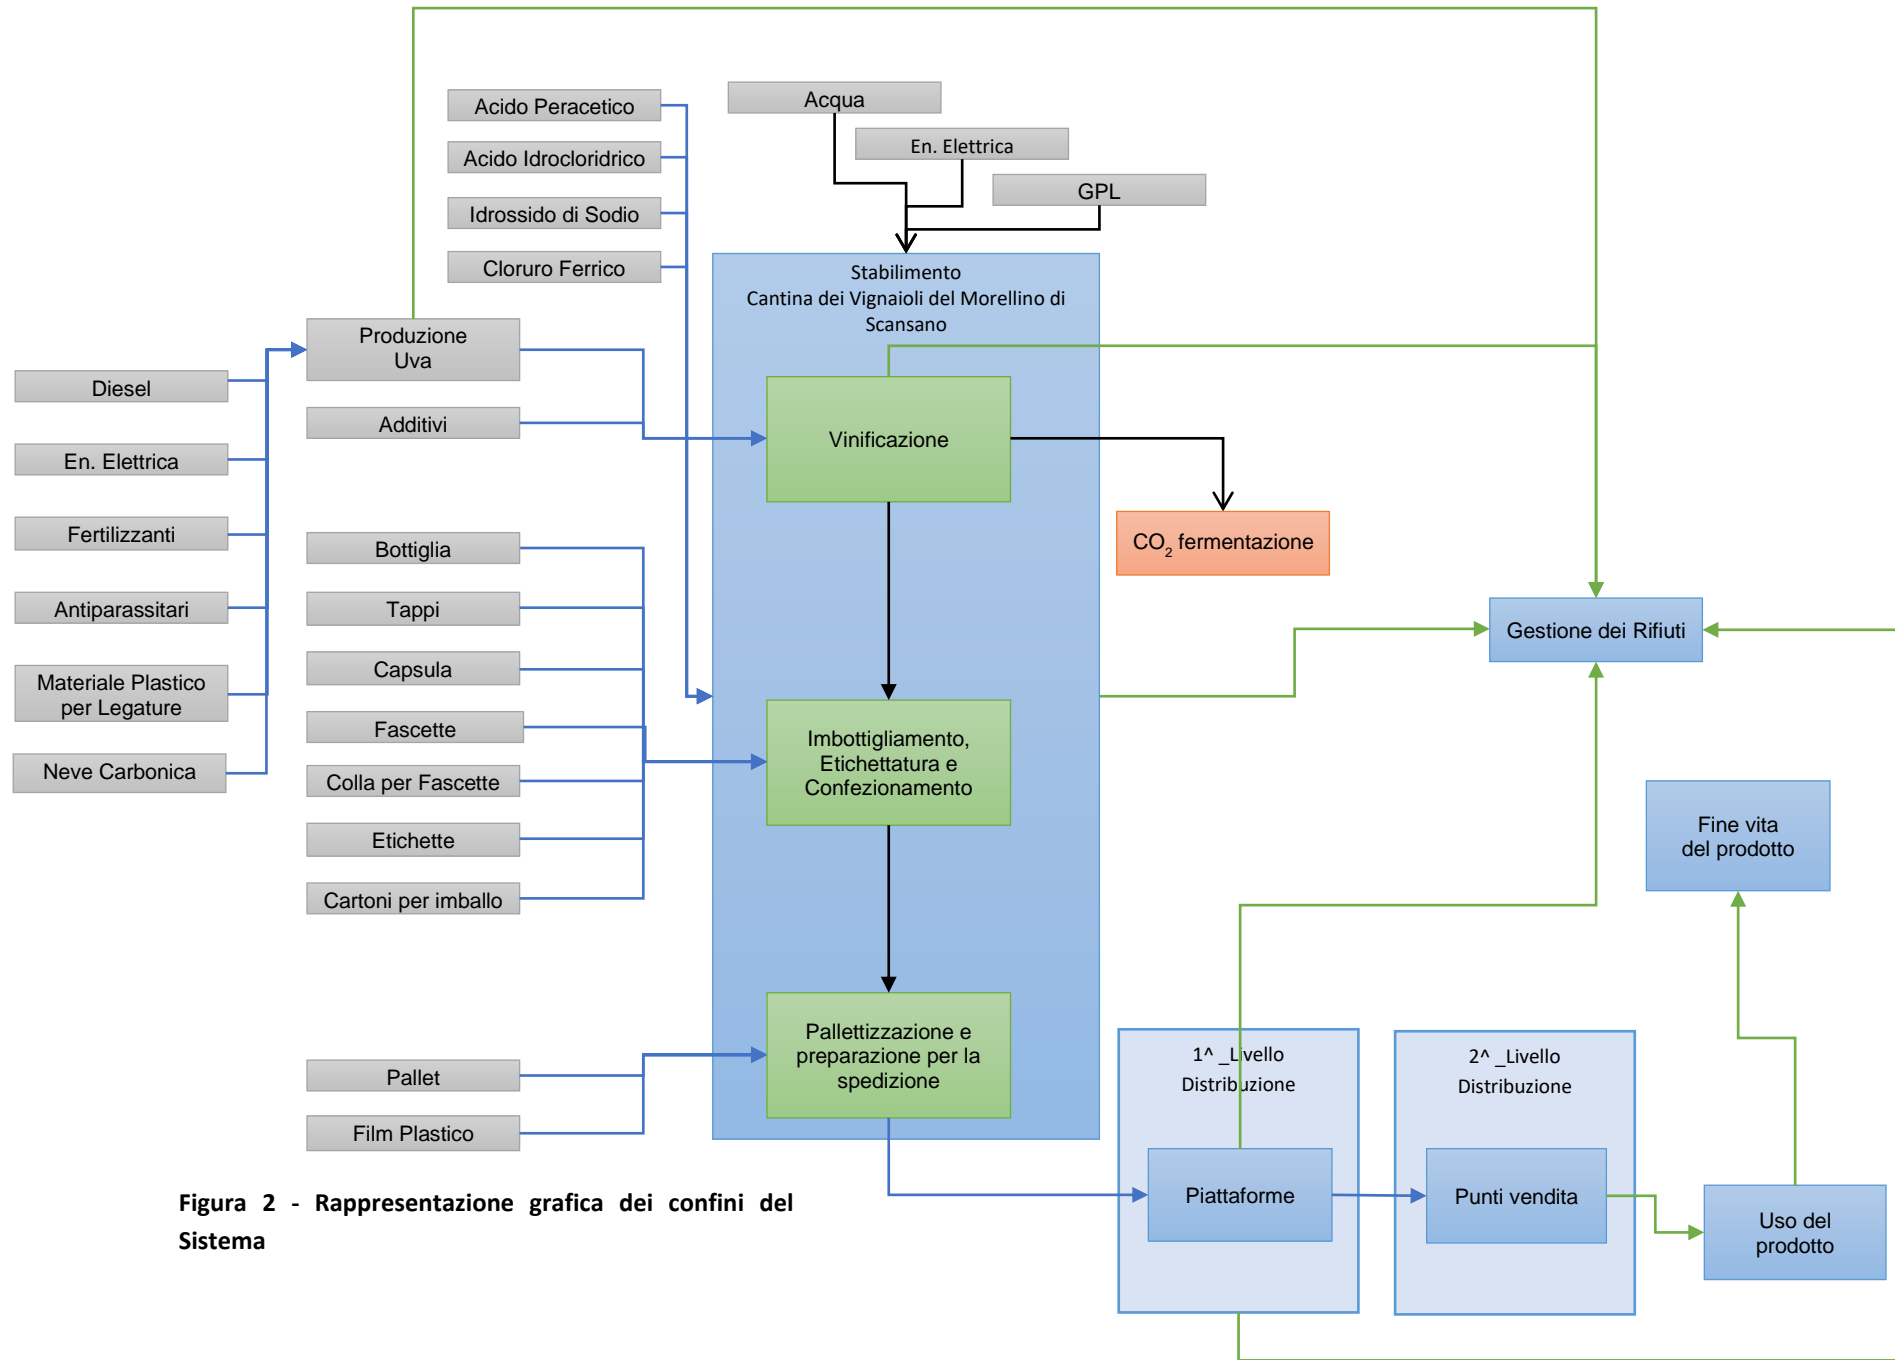 Acido Peracetico
Acido Idrocloridrico
Idrossido di Sodio
Cloruro Ferrico
Acqua
En. Elettrica
GPL
Stabilimento
Cantina dei Vignaioli del Morellino di
Scansano
Produzione
Uva
Additivi
Diesel
En. Elettrica
Fertilizzanti
Antiparassitari
Materiale Plastico
per Legature
Neve Carbonica
Bottiglia
Tappi
Capsula
Fascette
Colla per Fascette
Etichette
Cartoni per imballo
Pallet
Film Plastico
Vinificazione
CO2 fermentazione
Imbottigliamento,
Etichettatura e
Confezionamento
Pallettizzazione e
preparazione per la
spedizione
Gestione dei Rifiuti
Fine vita
del prodotto
1^ _Livello
Distribuzione
Piattaforme
2^ _Livello
Distribuzione
Punti vendita
Uso del
prodotto
Figura 2 - Rappresentazione grafica dei confini del
Sistema